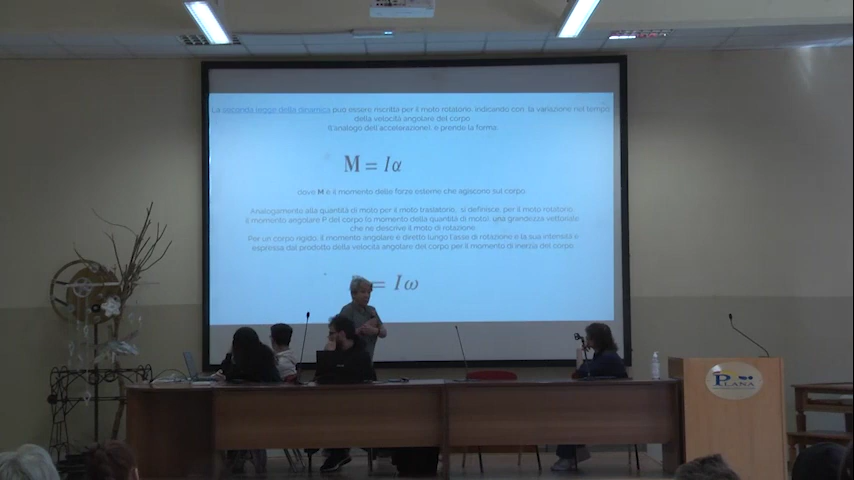 La seconda legge della dinamica può essere riscritta per il moto rotatorio, indicando con la variazione nel tempo
della velocità angolare del corpo
(l'analogo dell'accelerazione), e prende la forma:
M = Iα
dove M è il momento delle forze esterne che agiscono sul corpo.
Analogamente alla quantità di moto per il moto traslatorio, si definisce, per il moto rotatorio,
il momento angolare P del corpo (o momento della quantità di moto), una grandezza vettoriale
che ne descrive il moto di rotazione.
Per un corpo rigido, il momento angolare è diretto lungo l'asse di rotazione e la sua intensità è
espressa dal prodotto della velocità angolare del corpo per il momento di inerzia del corpo:
= Iω
PLANA